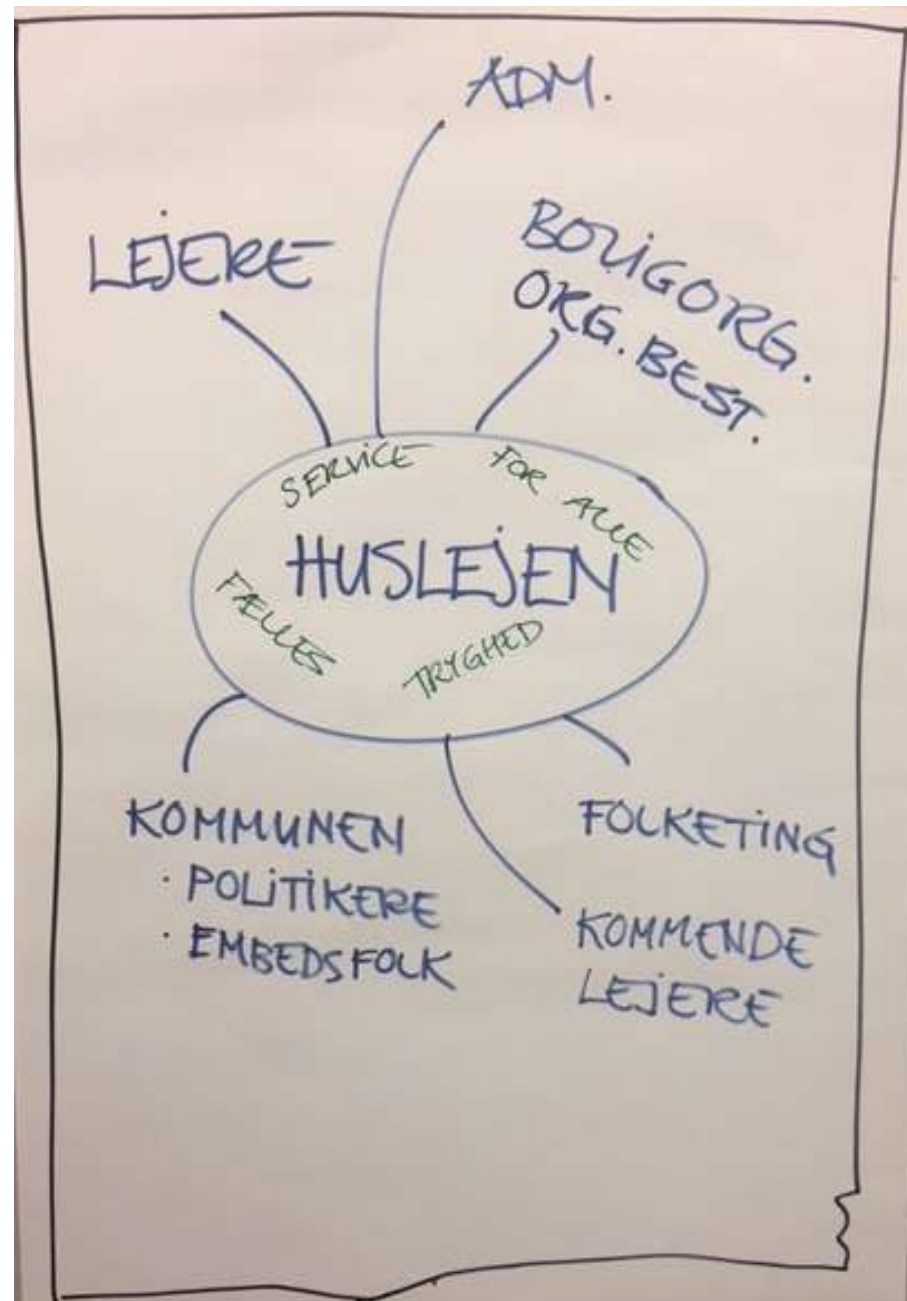 ADM.
LEJERE
BOLIGORG.
ORG. BEST.
SERVICE
FOR ALLE
HUSLEJEN
FÆLLES
TRYGHED
KOMMUNEN
· POLITIKERE
· EMBEDSFOLK
FOLKETING
KOMMENDE
LEJERE